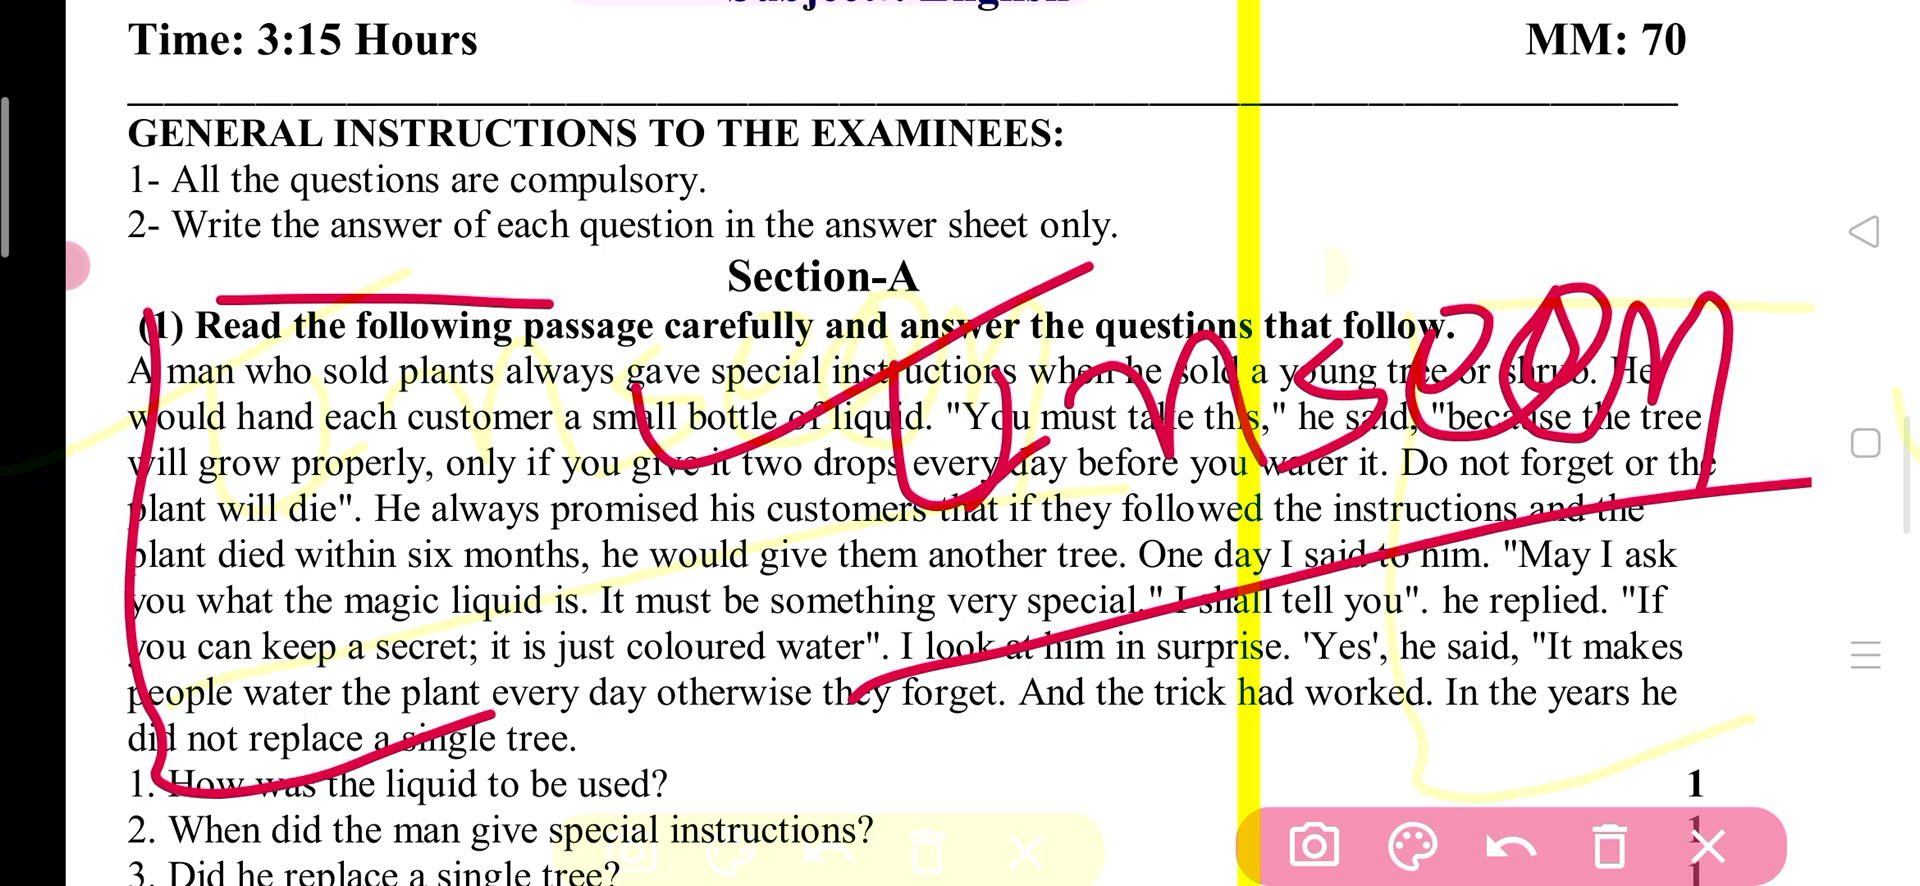 Subject:: English
Time: 3:15 Hours MM: 70
GENERAL INSTRUCTIONS TO THE EXAMINEES:
1- All the questions are compulsory.
2- Write the answer of each question in the answer sheet only.
Section-A
(1) Read the following passage carefully and answer the questions that follow.
A man who sold plants always gave special instructions when he sold a young tree or shrub. He
would hand each customer a small bottle of liquid. "You must take this," he said, "because the tree
will grow properly, only if you give it two drops every day before you water it. Do not forget or the
plant will die". He always promised his customers that if they followed the instructions and the
plant died within six months, he would give them another tree. One day I said to him. "May I ask
you what the magic liquid is. It must be something very special." I shall tell you". he replied. "If
you can keep a secret; it is just coloured water". I look at him in surprise. 'Yes', he said, "It makes
people water the plant every day otherwise they forget. And the trick had worked. In the years he
did not replace a single tree.
1. How was the liquid to be used? 1
2. When did the man give special instructions? 1
3. Did he replace a single tree? 1
Unseen